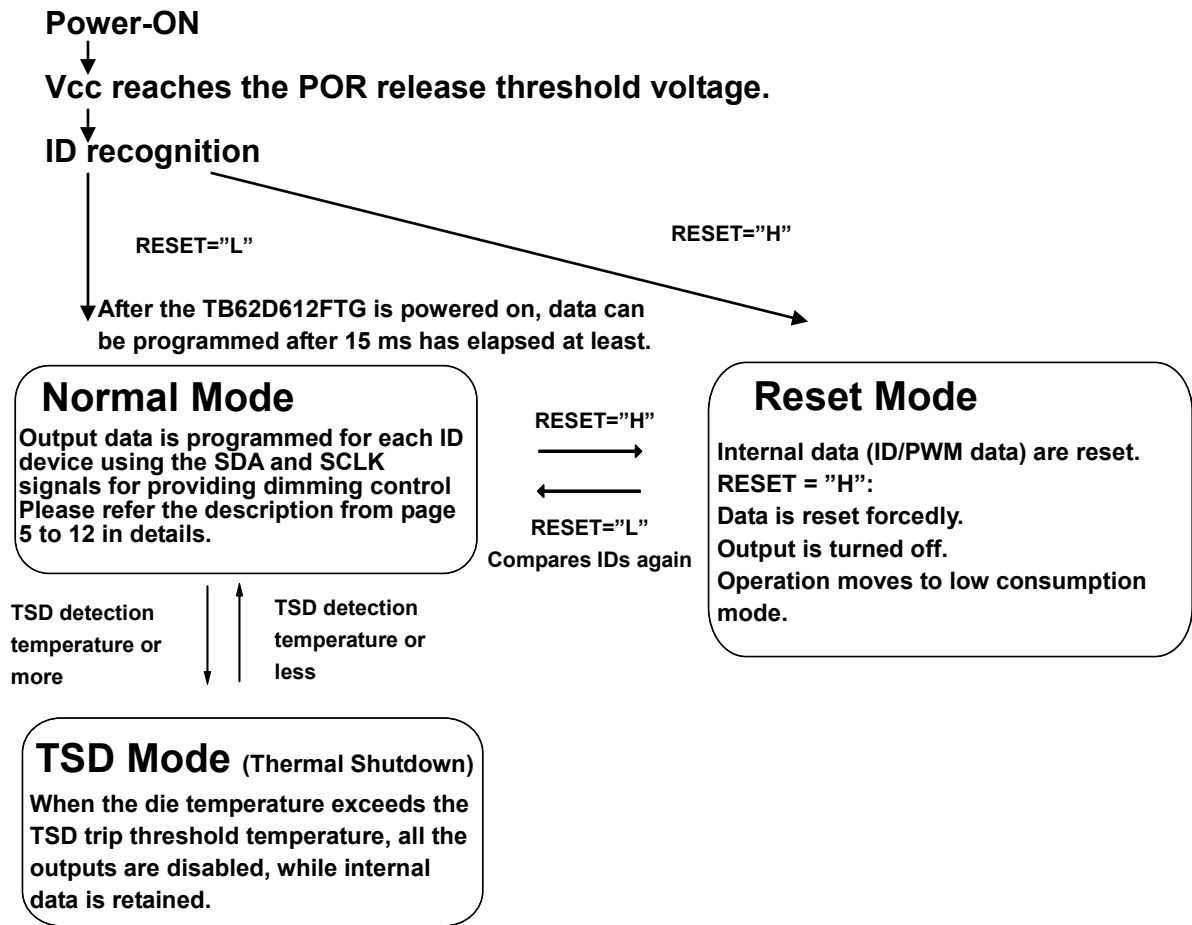 Power-ON
Vcc reaches the POR release threshold voltage.
ID recognition
RESET=”L”
RESET=”H”
After the TB62D612FTG is powered on, data can
be programmed after 15 ms has elapsed at least.
Normal Mode
Output data is programmed for each ID
device using the SDA and SCLK
signals for providing dimming control
Please refer the description from page
5 to 12 in details.
RESET=”H”
RESET=”L”
Compares IDs again
Reset Mode
Internal data (ID/PWM data) are reset.
RESET = ”H”:
Data is reset forcedly.
Output is turned off.
Operation moves to low consumption
mode.
TSD detection
temperature or
more
TSD detection
temperature or
less
TSD Mode (Thermal Shutdown)
When the die temperature exceeds the
TSD trip threshold temperature, all the
outputs are disabled, while internal
data is retained.